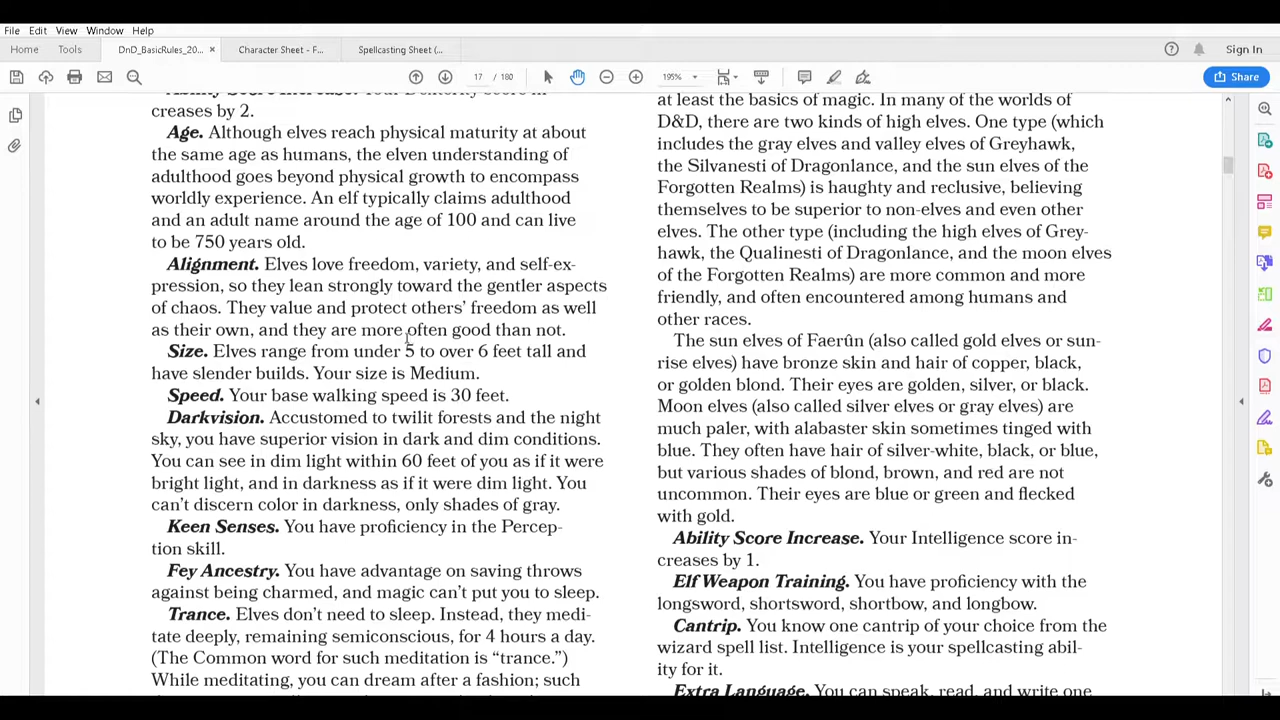 File Edit View Window Help
Home Tools DnD_BasicRules_20... × Character Sheet - F... Spellcasting Sheet (... Sign In
17 / 180 195% Share
Ability Score Increase. Your Dexterity score in-
creases by 2.
Age. Although elves reach physical maturity at about
the same age as humans, the elven understanding of
adulthood goes beyond physical growth to encompass
worldly experience. An elf typically claims adulthood
and an adult name around the age of 100 and can live
to be 750 years old.
Alignment. Elves love freedom, variety, and self-ex-
pression, so they lean strongly toward the gentler aspects
of chaos. They value and protect others’ freedom as well
as their own, and they are more often good than not.
Size. Elves range from under 5 to over 6 feet tall and
have slender builds. Your size is Medium.
Speed. Your base walking speed is 30 feet.
Darkvision. Accustomed to twilit forests and the night
sky, you have superior vision in dark and dim conditions.
You can see in dim light within 60 feet of you as if it were
bright light, and in darkness as if it were dim light. You
can’t discern color in darkness, only shades of gray.
Keen Senses. You have proficiency in the Percep-
tion skill.
Fey Ancestry. You have advantage on saving throws
against being charmed, and magic can’t put you to sleep.
Trance. Elves don’t need to sleep. Instead, they medi-
tate deeply, remaining semiconscious, for 4 hours a day.
(The Common word for such meditation is “trance.”)
While meditating, you can dream after a fashion; such
at least the basics of magic. In many of the worlds of
D&D, there are two kinds of high elves. One type (which
includes the gray elves and valley elves of Greyhawk,
the Silvanesti of Dragonlance, and the sun elves of the
Forgotten Realms) is haughty and reclusive, believing
themselves to be superior to non-elves and even other
elves. The other type (including the high elves of Grey-
hawk, the Qualinesti of Dragonlance, and the moon elves
of the Forgotten Realms) are more common and more
friendly, and often encountered among humans and
other races.
The sun elves of Faerûn (also called gold elves or sun-
rise elves) have bronze skin and hair of copper, black,
or golden blond. Their eyes are golden, silver, or black.
Moon elves (also called silver elves or gray elves) are
much paler, with alabaster skin sometimes tinged with
blue. They often have hair of silver-white, black, or blue,
but various shades of blond, brown, and red are not
uncommon. Their eyes are blue or green and flecked
with gold.
Ability Score Increase. Your Intelligence score in-
creases by 1.
Elf Weapon Training. You have proficiency with the
longsword, shortsword, shortbow, and longbow.
Cantrip. You know one cantrip of your choice from the
wizard spell list. Intelligence is your spellcasting abil-
ity for it.
Extra Language. You can speak, read, and write one